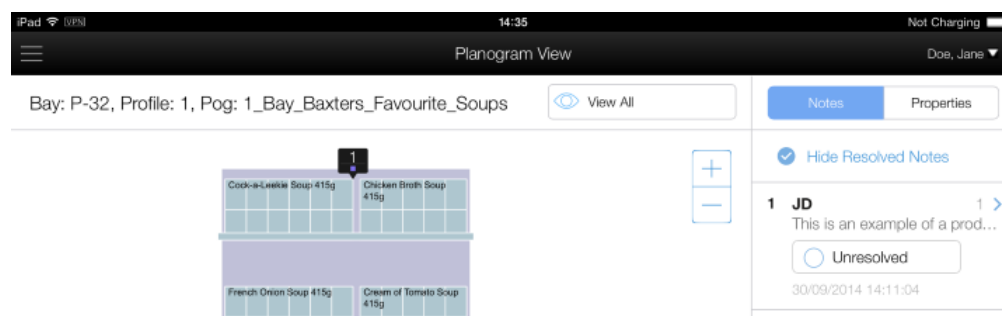 iPad VPN 14:35 Not Charging
Planogram View Doe, Jane
Bay: P-32, Profile: 1, Pog: 1_Bay_Baxters_Favourite_Soups View All Notes Properties
Hide Resolved Notes
1
Cock-a-Leekie Soup 415g
Chicken Broth Soup
415g
1 JD 1
This is an example of a prod...
Unresolved
30/09/2014 14:11:04
French Onion Soup 415g
Cream of Tomato Soup
415g